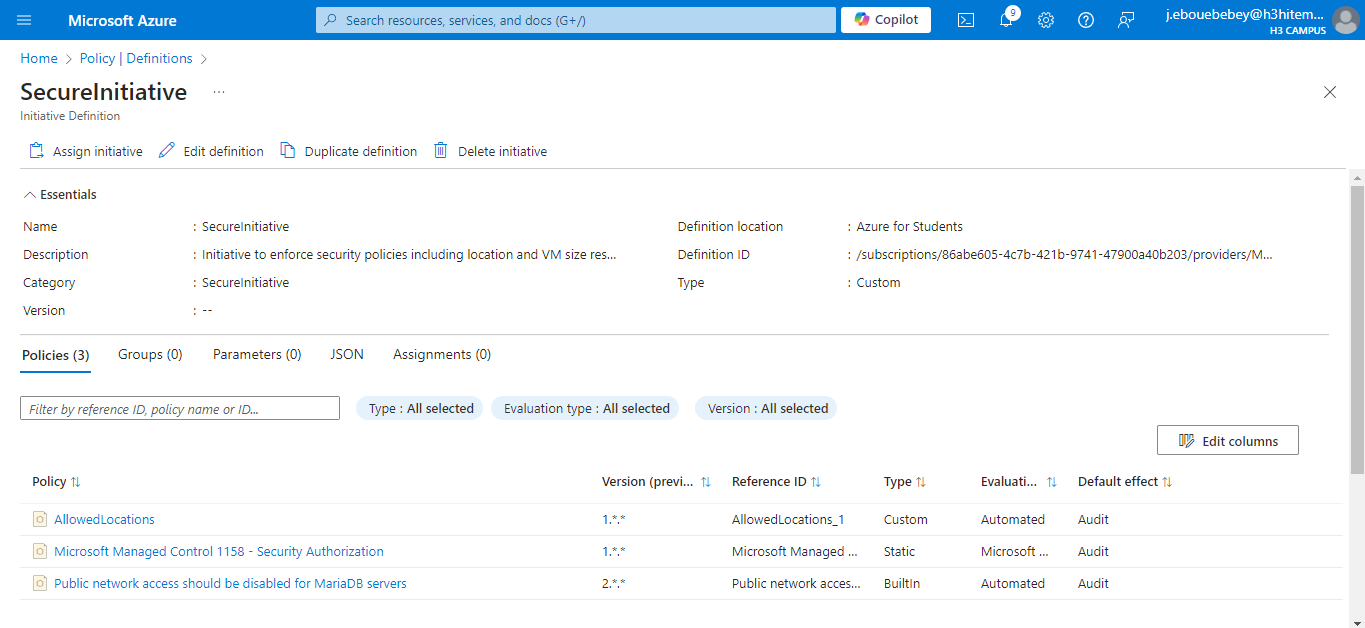 Microsoft Azure
Search resources, services, and docs (G+/)
Copilot
9
j.ebouebebey@h3hitem...
H3 CAMPUS
Home > Policy | Definitions >
SecureInitiative ...
Initiative Definition
Assign initiative Edit definition Duplicate definition Delete initiative
Essentials
Name : SecureInitiative Definition location : Azure for Students
Description : Initiative to enforce security policies including location and VM size res... Definition ID : /subscriptions/86abe605-4c7b-421b-9741-47900a40b203/providers/M...
Category : SecureInitiative Type : Custom
Version : --
Policies (3) Groups (0) Parameters (0) JSON Assignments (0)
Filter by reference ID, policy name or ID... Type : All selected Evaluation type : All selected Version : All selected
Edit columns
Policy Version (previ... Reference ID Type Evaluati... Default effect
AllowedLocations 1.*.* AllowedLocations_1 Custom Automated Audit
Microsoft Managed Control 1158 - Security Authorization 1.*.* Microsoft Managed ... Static Microsoft ... Audit
Public network access should be disabled for MariaDB servers 2.*.* Public network acces... BuiltIn Automated Audit